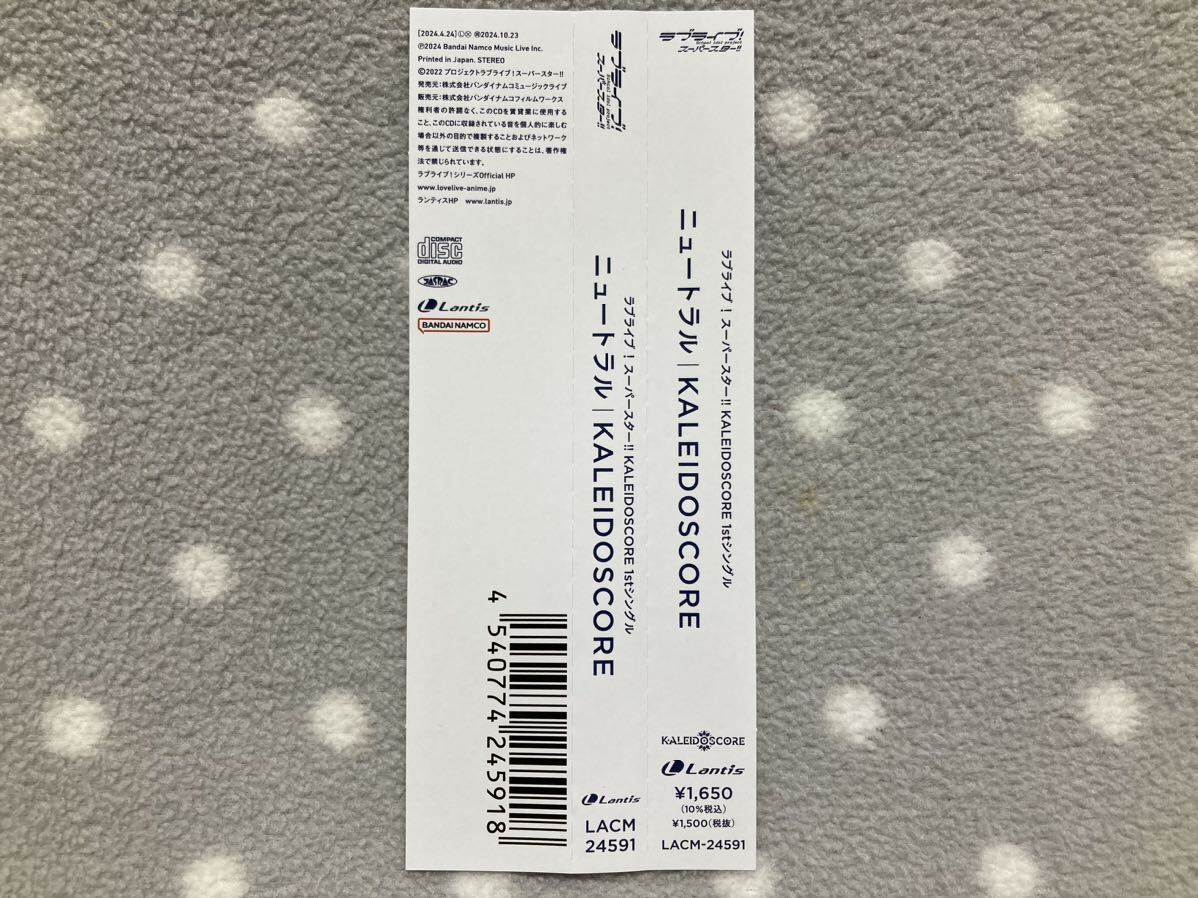 [2024.4.24]ⓁⓍ Ⓗ2024.10.23
Ⓟ2024 Bandai Namco Music Live Inc.
Printed in Japan. STEREO
©2022 プロジェクトラブライブ！スーパースター!!
発売元：株式会社バンダイナムコミュージックライブ
販売元：株式会社バンダイナムコフィルムワークス
権利者の許諾なく、このCDを賃貸業に使用する
こと、このCDに収録されている音を個人的に楽しむ
場合以外の目的で複製することおよびネットワーク
等を通じて送信できる状態にすることは、著作権
法で禁じられています。
ラブライブ！シリーズOfficial HP
www.lovelive-anime.jp
ランティスHP www.lantis.jp
COMPACT
disc
DIGITAL AUDIO
JASRAC
Lantis
BANDAI NAMCO
4 540774 245918
ラブライブ!
School idol project
スーパースター!!
ラブライブ！スーパースター!! KALEIDOSCORE 1stシングル
ニュートラル｜KALEIDOSCORE
Lantis
LACM
24591
ラブライブ!
School idol project
スーパースター!!
ラブライブ！スーパースター!! KALEIDOSCORE 1stシングル
ニュートラル｜KALEIDOSCORE
KALEIDOSCORE
Lantis
¥1,650
(10%税込)
¥1,500(税抜)
LACM-24591